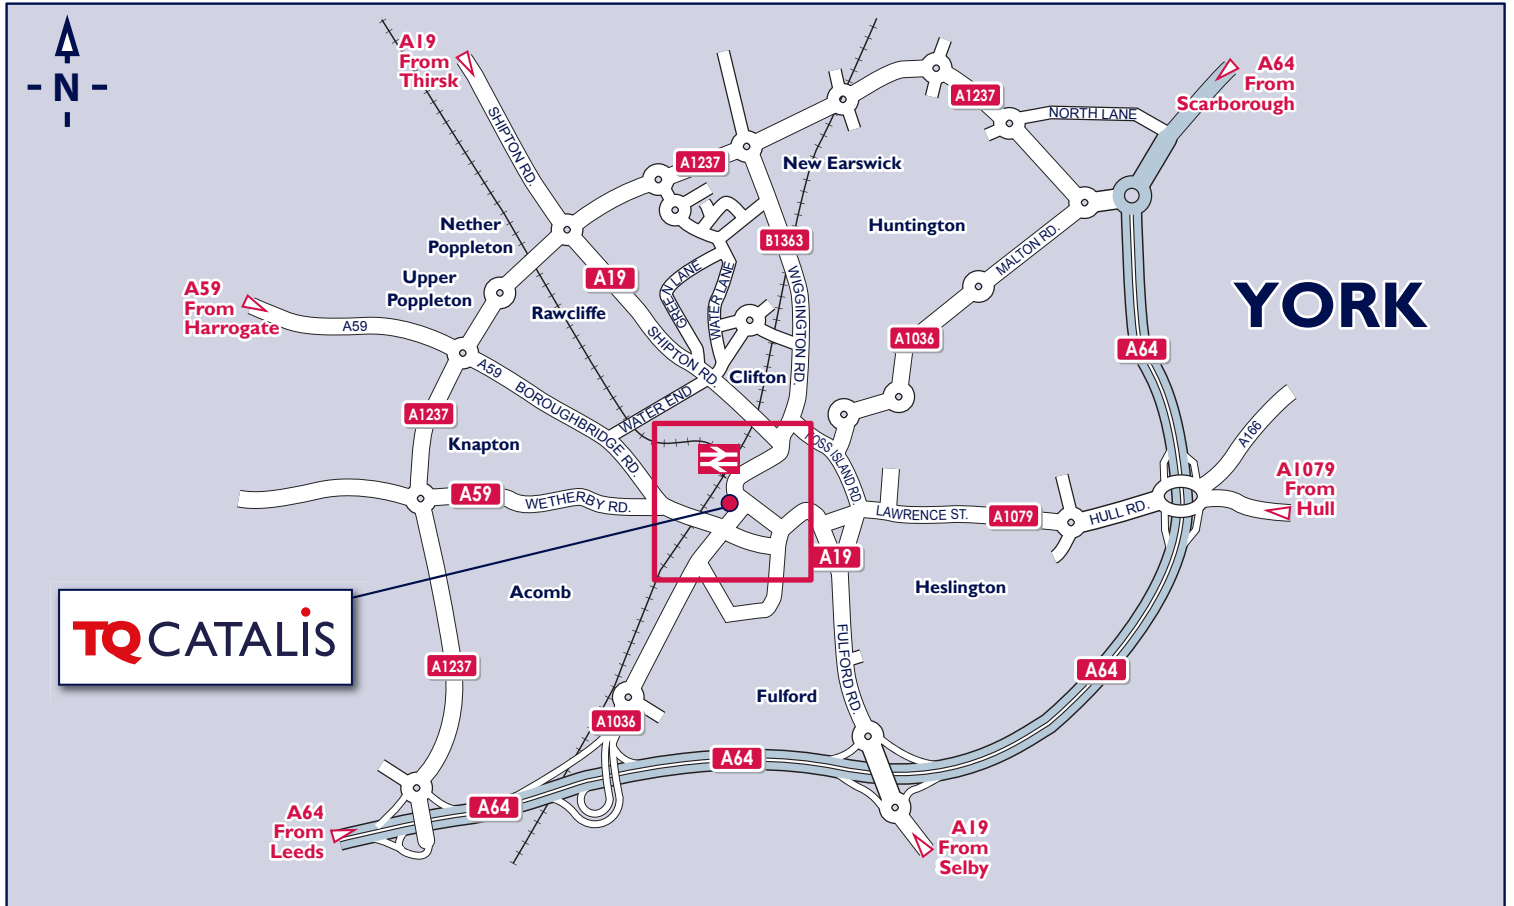 A19
From
Thirsk
N
SHIPTON RD.
A1237
A64
From
Scarborough
NORTH LANE
A1237
New Earswick
Nether
Poppleton
Huntington
B1363
MALTON RD.
Upper
Poppleton
A19
GREEN LANE
WATER LANE
WIGGINGTON RD.
A59
From
Harrogate
A59
Rawcliffe
YORK
SHIPTON RD.
A1036
A64
A59
BOROUGHBRIDGE RD.
Clifton
WATER END
A1237
Knapton
FOSS ISLAND RD.
A166
A1079
From
Hull
A59
WETHERBY RD.
LAWRENCE ST.
A1079
HULL RD.
A19
Acomb
Heslington
TQ CATALIS
A1237
FULFORD RD.
A64
Fulford
A1036
A64
A64
A64
From
Leeds
A19
From
Selby